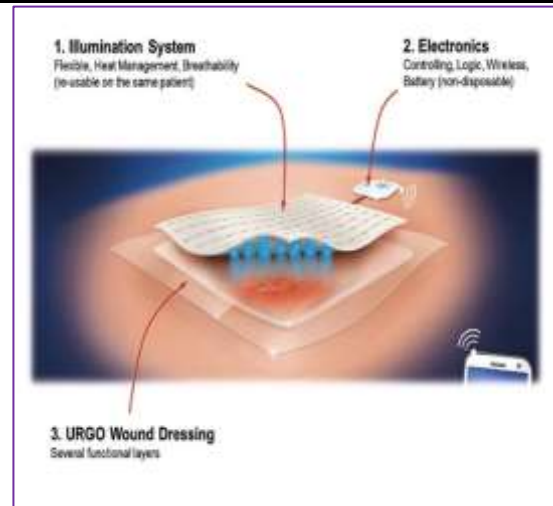 1. Illumination System
Flexible, Heat Management, Breathability
(re-usable on the same patient)
2. Electronics
Controlling, Logic, Wireless,
Battery (non-disposable)
3. URGO Wound Dressing
Several functional layers